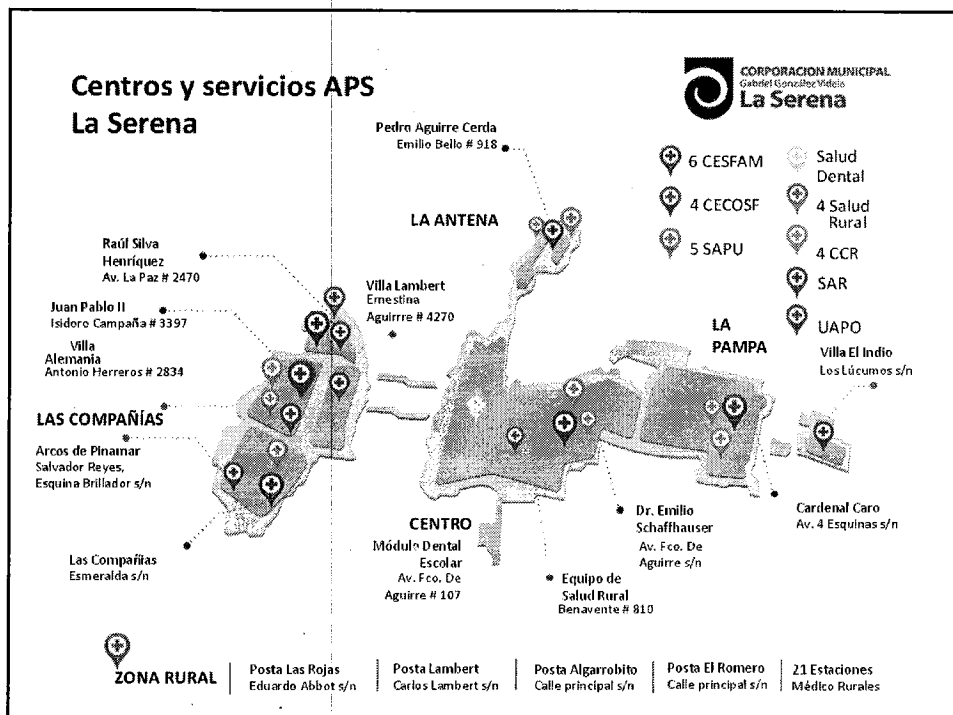 Centros y servicios APS
La Serena
CORPORACION MUNICIPAL
Gabriel González Videla
La Serena
6 CESFAM
4 CECOSF
5 SAPU
Salud
Dental
4 Salud
Rural
4 CCR
SAR
UAPO
Pedro Aguirre Cerda
Emilio Bello # 918
LA ANTENA
Raúl Silva
Henríquez
Av. La Paz # 2470
Juan Pablo II
Isidoro Campaña # 3397
Villa
Alemania
Antonio Herreros # 2834
Villa Lambert
Ernestina
Aguirrre # 4270
LA
PAMPA
Villa El Indio
Los Lúcumos s/n
LAS COMPAÑÍAS
Arcos de Pinamar
Salvador Reyes,
Esquina Brillador s/n
Las Compañías
Esmeralda s/n
CENTRO
Módulo Dental
Escolar
Av. Fco. De
Aguirre # 107
Equipo de
Salud Rural
Benavente # 810
Dr. Emilio
Schaffhauser
Av. Fco. De
Aguirre s/n
Cardenal Caro
Av. 4 Esquinas s/n
ZONA RURAL
Posta Las Rojas
Eduardo Abbot s/n
Posta Lambert
Carlos Lambert s/n
Posta Algarrobito
Calle principal s/n
Posta El Romero
Calle principal s/n
21 Estaciones
Médico Rurales